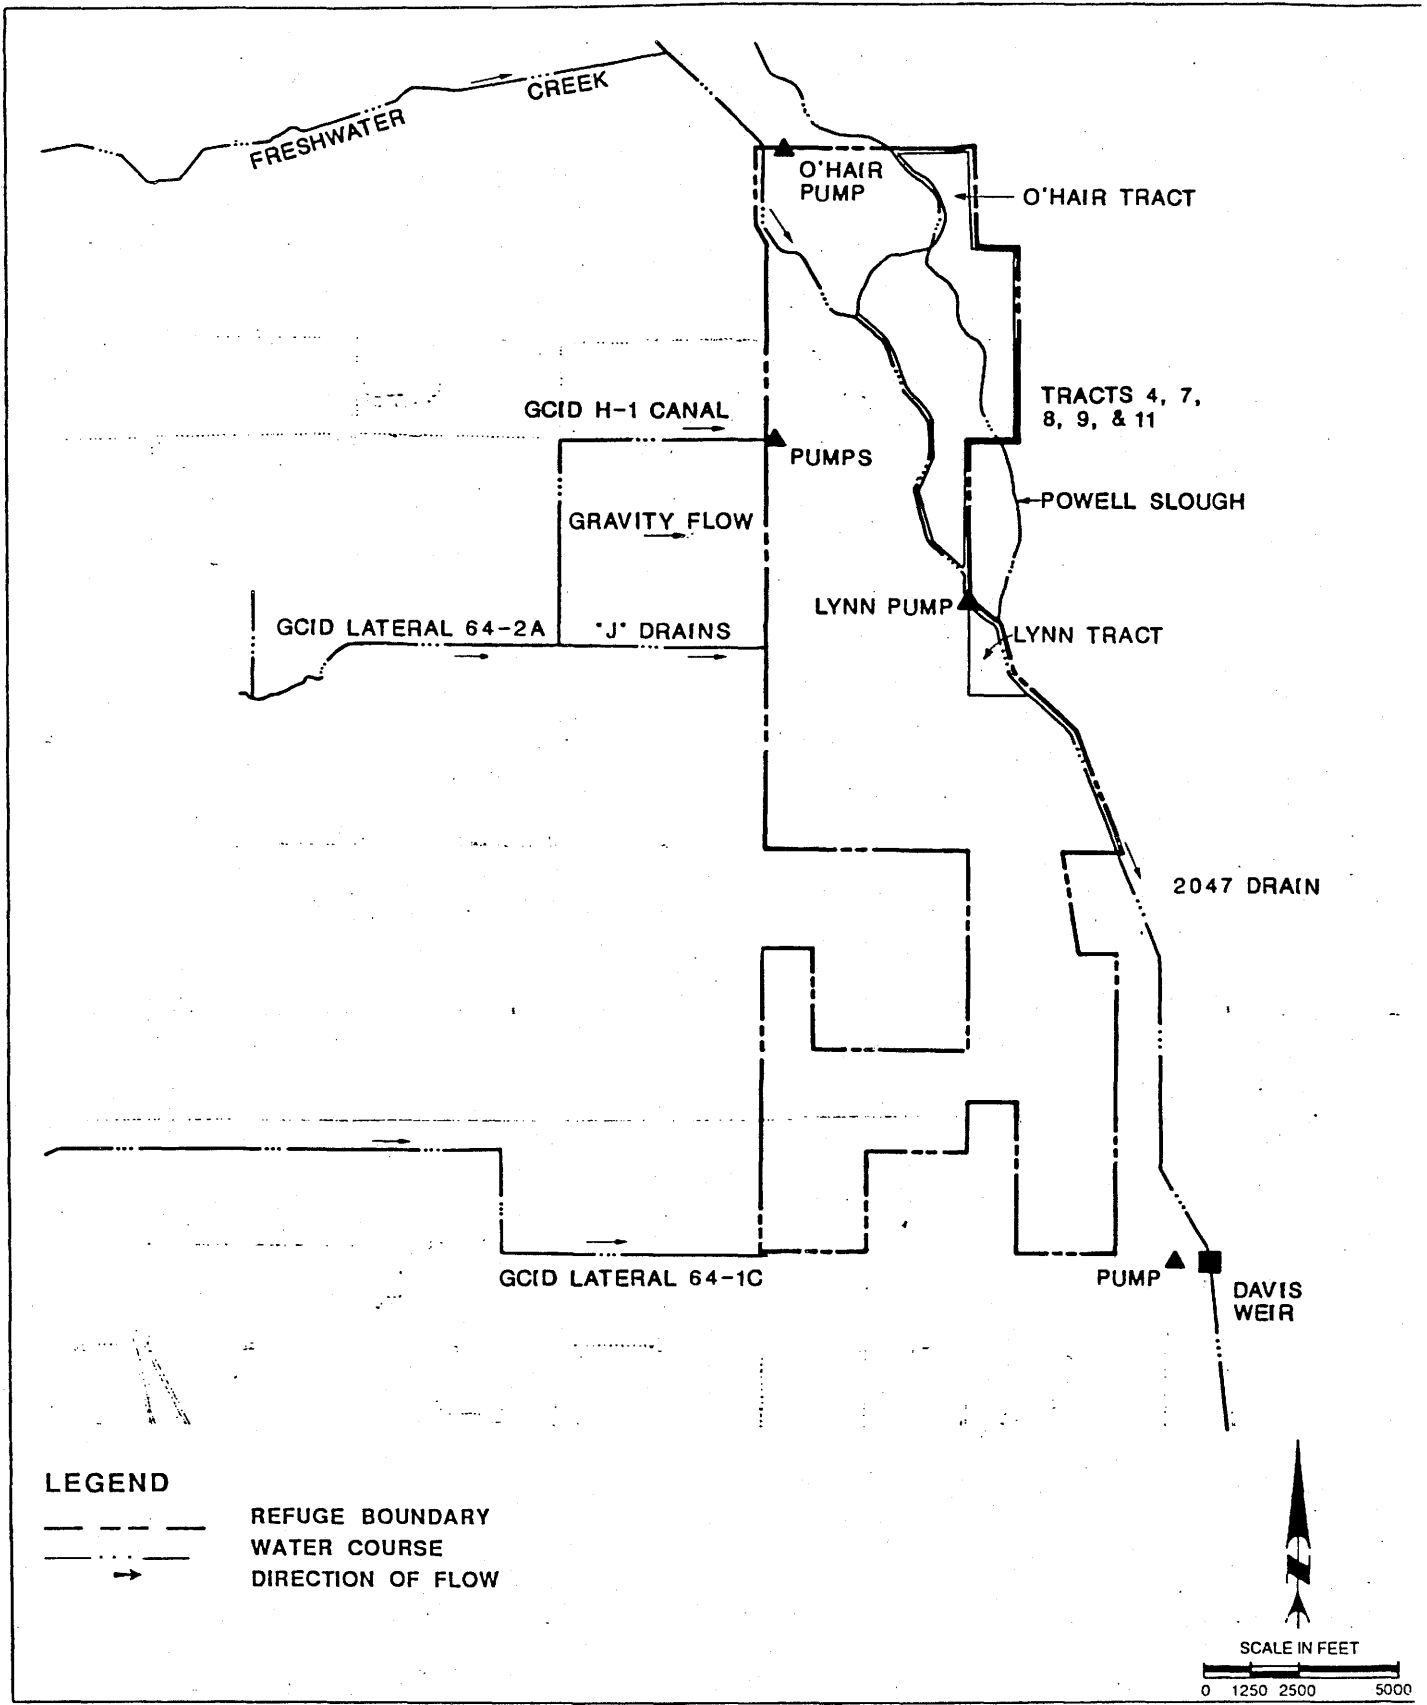 FRESHWATER CREEK
O'HAIR
PUMP
O'HAIR TRACT
TRACTS 4, 7,
8, 9, & 11
GCID H-1 CANAL
PUMPS
POWELL SLOUGH
GRAVITY FLOW
LYNN PUMP
GCID LATERAL 64-2A
"J" DRAINS
LYNN TRACT
2047 DRAIN
GCID LATERAL 64-1C
PUMP
DAVIS
WEIR
LEGEND
REFUGE BOUNDARY
WATER COURSE
DIRECTION OF FLOW
N
SCALE IN FEET
0 1250 2500 5000